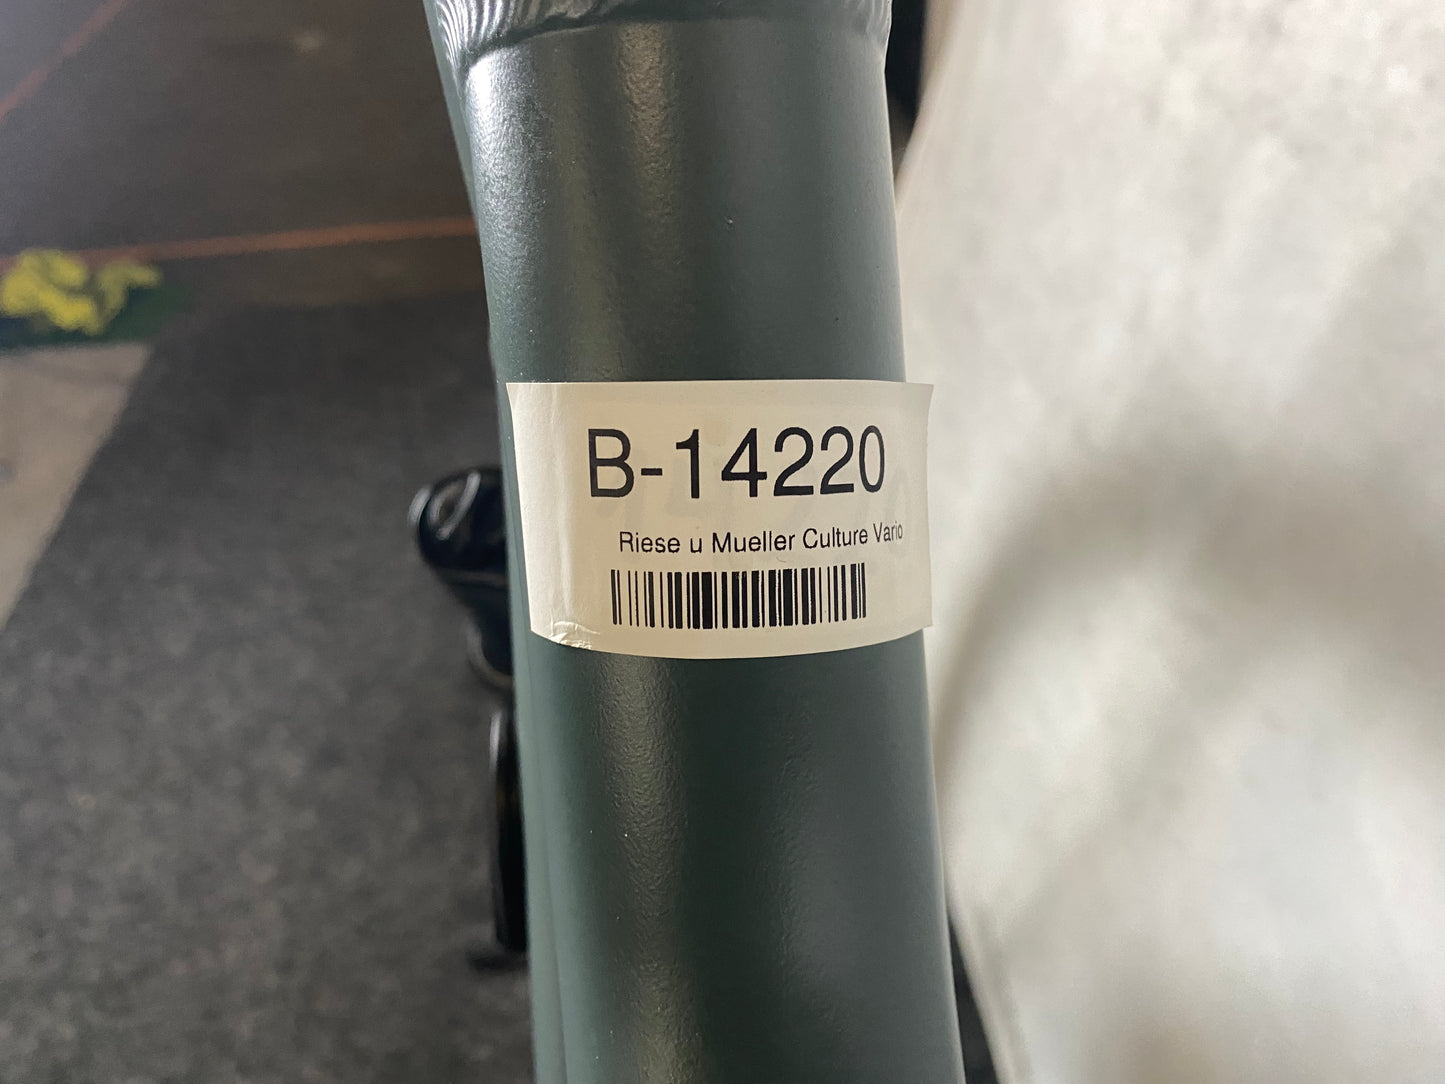 B-14220
Riese u Mueller Culture Vario